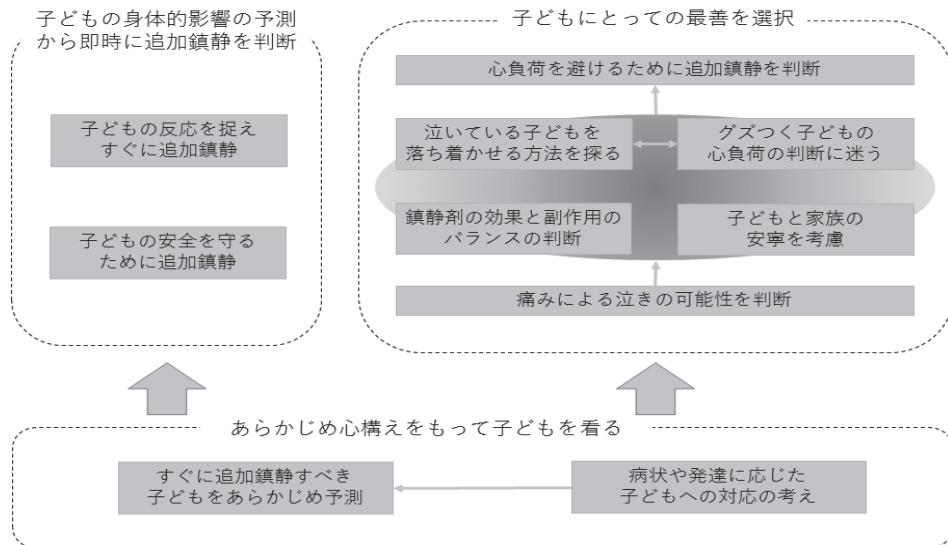 子どもの身体的影響の予測
から即時に追加鎮静を判断
子どもの反応を捉え
すぐに追加鎮静
子どもの安全を守る
ために追加鎮静
子どもにとっての最善を選択
心負荷を避けるために追加鎮静を判断
泣いている子どもを
落ち着かせる方法を探る
グズつく子どもの
心負荷の判断に迷う
鎮静剤の効果と副作用の
バランスの判断
子どもと家族の
安寧を考慮
痛みによる泣きの可能性を判断
あらかじめ心構えをもって子どもを看る
すぐに追加鎮静すべき
子どもをあらかじめ予測
病状や発達に応じた
子どもへの対応の考え